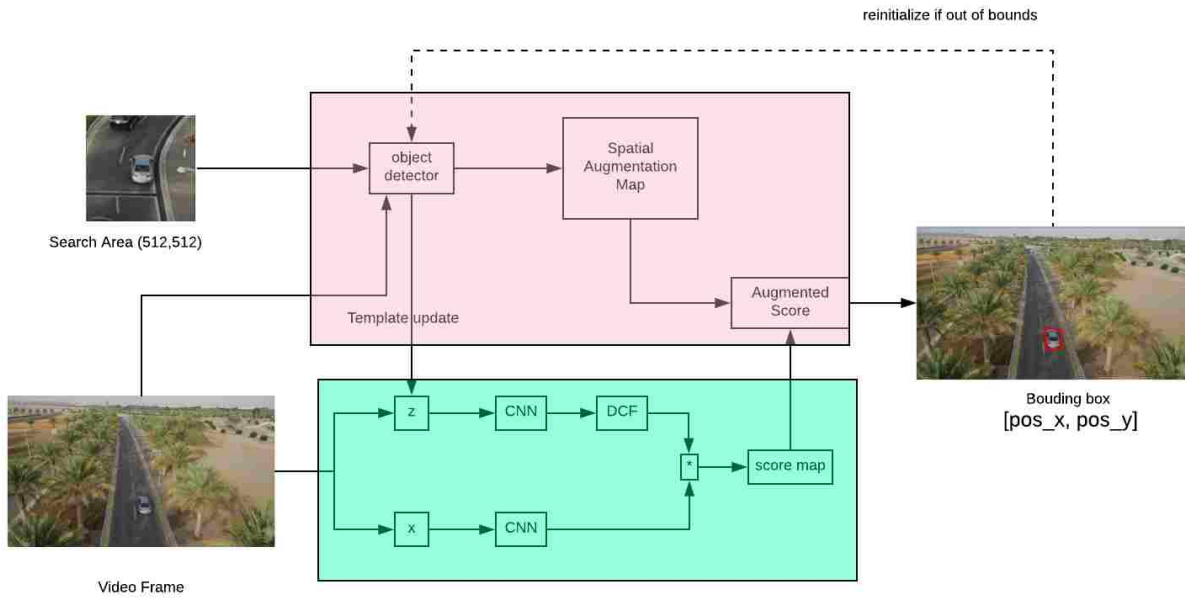 reinitialize if out of bounds
object
detector
Spatial
Augmentation
Map
Search Area (512,512)
Augmented
Score
Template update
Bouding box
[pos_x, pos_y]
z
CNN
DCF
*
score map
x
CNN
Video Frame